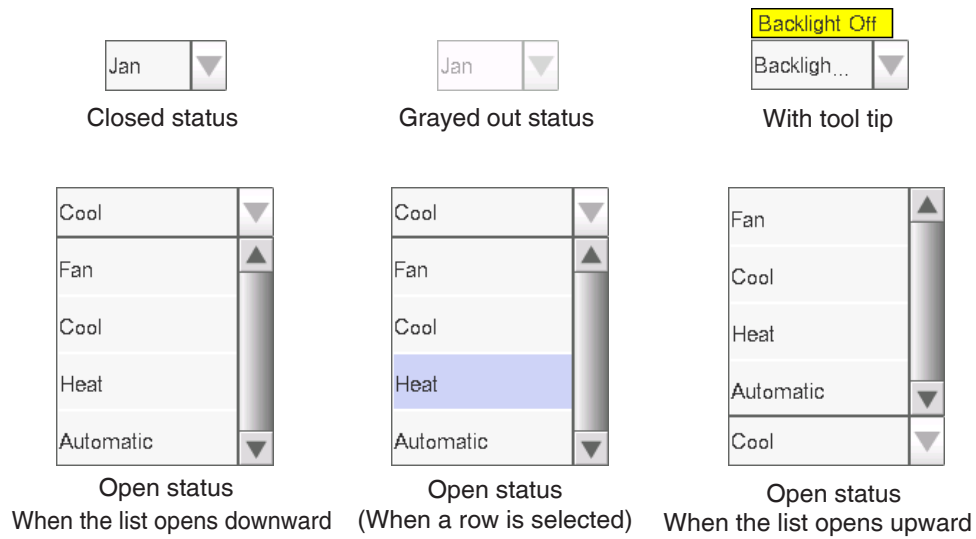 Jan
Closed status
Jan
Grayed out status
Backlight Off
Backligh...
With tool tip
Cool
Fan
Cool
Heat
Automatic
Open status
When the list opens downward
Cool
Fan
Cool
Heat
Automatic
Open status
(When a row is selected)
Fan
Cool
Heat
Automatic
Cool
Open status
When the list opens upward